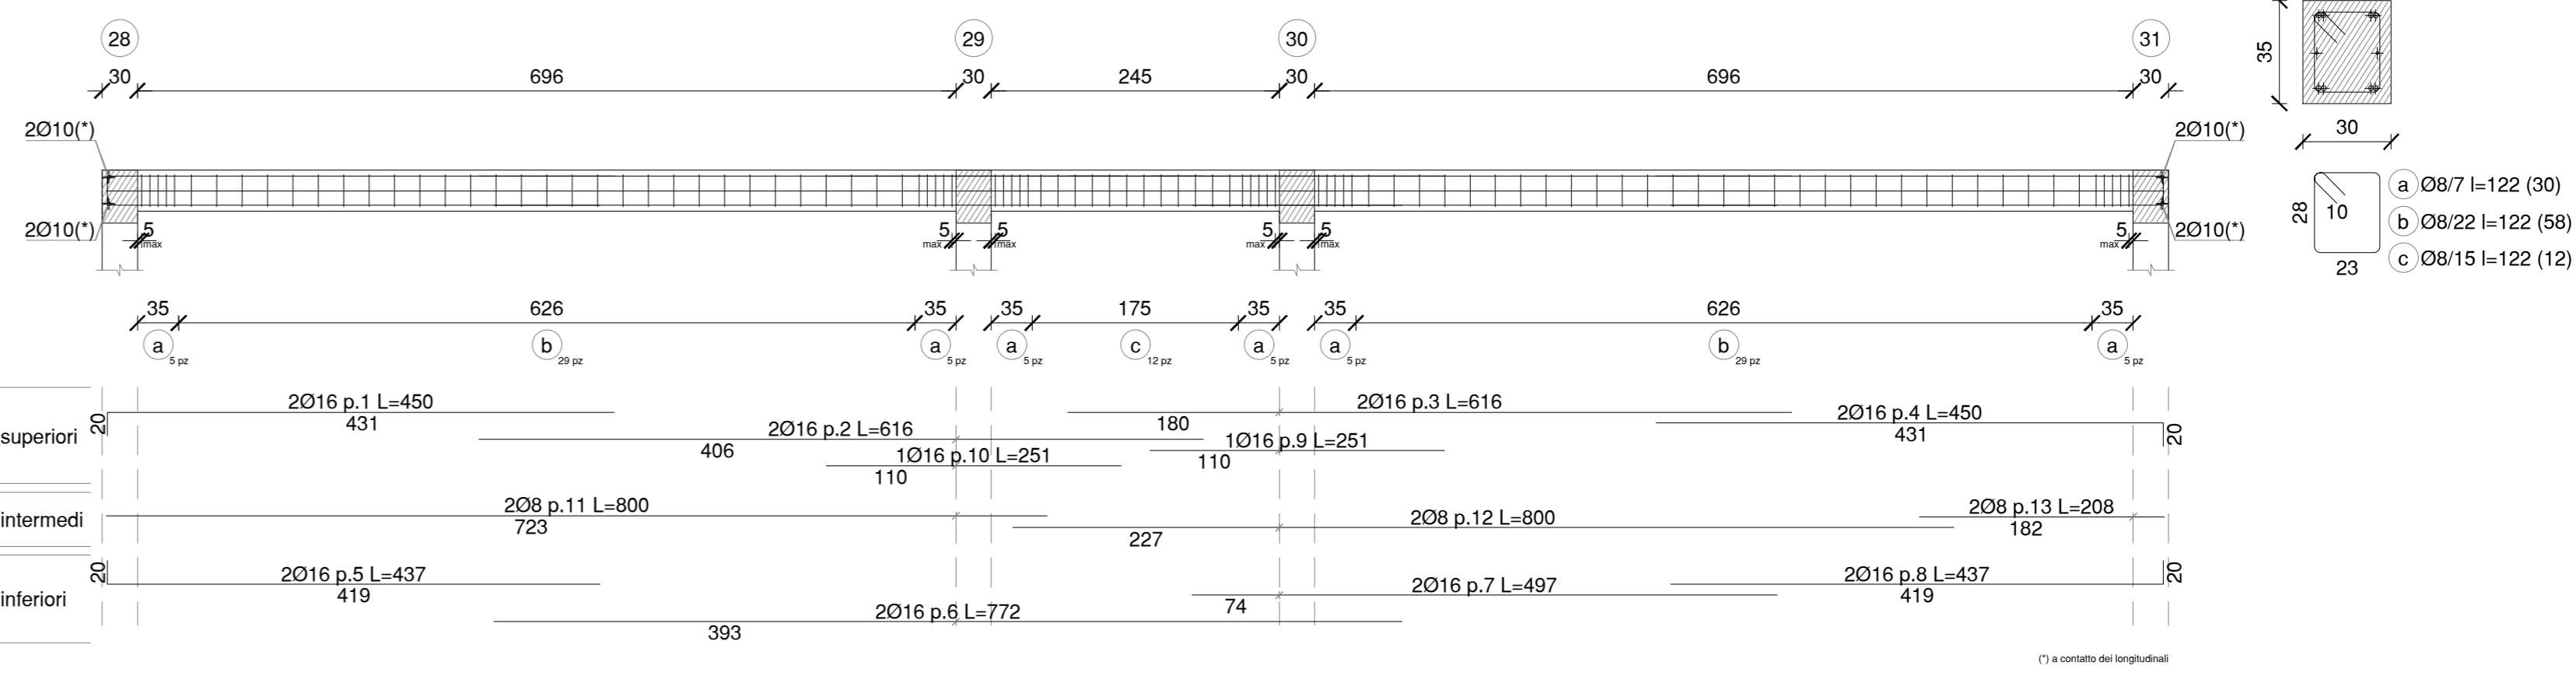 28 29 30 31
30 696 30 245 30 696 30
35
30
2Ø10(*) 2Ø10(*)
2Ø10(*) 2Ø10(*)
5 5 5 5 5 5
max max max max max max
28 10
23
a Ø8/7 l=122 (30)
b Ø8/22 l=122 (58)
c Ø8/15 l=122 (12)
35 626 35 35 175 35 35 626 35
a 5 pz b 29 pz a 5 pz a 5 pz c 12 pz a 5 pz a 5 pz b 29 pz a 5 pz
superiori
20 2Ø16 p.1 L=450
431
2Ø16 p.3 L=616
180
2Ø16 p.4 L=450
431 20
2Ø16 p.2 L=616
406
1Ø16 p.9 L=251
110
1Ø16 p.10 L=251
110
intermedi
2Ø8 p.11 L=800
723
2Ø8 p.12 L=800
227
2Ø8 p.13 L=208
182
inferiori
20 2Ø16 p.5 L=437
419
2Ø16 p.7 L=497
74
2Ø16 p.8 L=437
419 20
2Ø16 p.6 L=772
393
(*) a contatto dei longitudinali